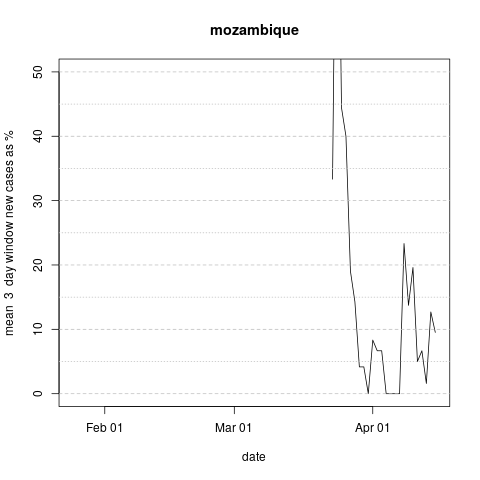 mozambique
mean 3 day window new cases as %
50
40
30
20
10
0
Feb 01
Mar 01
Apr 01
date